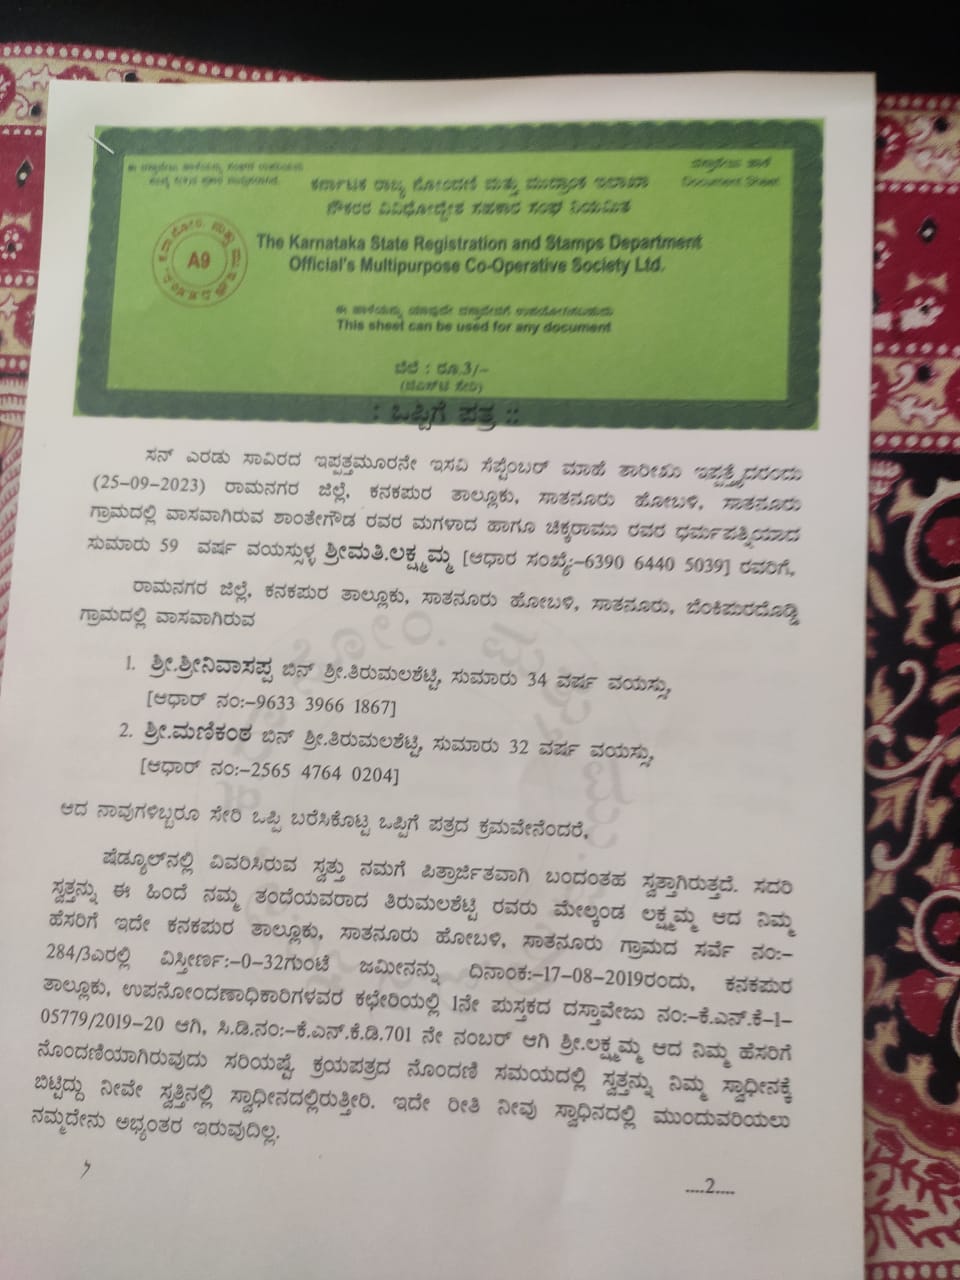 ದಸ್ತಾವೇಜು ಹಾಳೆ
Document Sheet
ಕರ್ನಾಟಕ ರಾಜ್ಯ ನೋಂದಣಿ ಮತ್ತು ಮುದ್ರಾಂಕ ಇಲಾಖಾ
ನೌಕರರ ವಿವಿಧೋದ್ದೇಶ ಸಹಕಾರ ಸಂಘ ನಿಯಮಿತ
A9
The Karnataka State Registration and Stamps Department
Official's Multipurpose Co-Operative Society Ltd.
ಈ ಹಾಳೆಯನ್ನು ಯಾವುದೇ ದಸ್ತಾವೇಜಿಗೆ ಉಪಯೋಗಿಸಬಹುದು
This sheet can be used for any document
ಬೆಲೆ : ರೂ.3/-
(ಜಿಎಸ್‌ಟಿ ಸೇರಿ)
: ಒಪ್ಪಿಗೆ ಪತ್ರ ::
ಸನ್ ಎರಡು ಸಾವಿರದ ಇಪ್ಪತ್ತಮೂರನೇ ಇಸವಿ ಸೆಪ್ಟೆಂಬರ್ ಮಾಹೆ ತಾರೀಖು ಇಪ್ಪತ್ತೈದರಂದು
(25-09-2023) ರಾಮನಗರ ಜಿಲ್ಲೆ, ಕನಕಪುರ ತಾಲ್ಲೂಕು, ಸಾತನೂರು ಹೋಬಳಿ, ಸಾತನೂರು
ಗ್ರಾಮದಲ್ಲಿ ವಾಸವಾಗಿರುವ ಶಾಂತೇಗೌಡ ರವರ ಮಗಳಾದ ಹಾಗೂ ಚಿಕ್ಕರಾಮು ರವರ ಧರ್ಮಪತ್ನಿಯಾದ
ಸುಮಾರು 59 ವರ್ಷ ವಯಸ್ಸುಳ್ಳ ಶ್ರೀಮತಿ.ಲಕ್ಷ್ಮಮ್ಮ [ಆಧಾರ ಸಂಖ್ಯೆ:-6390 6440 5039] ರವರಿಗೆ,
ರಾಮನಗರ ಜಿಲ್ಲೆ, ಕನಕಪುರ ತಾಲ್ಲೂಕು, ಸಾತನೂರು ಹೋಬಳಿ, ಸಾತನೂರು, ಬೆಂಕಿಪುರದೊಡ್ಡಿ
ಗ್ರಾಮದಲ್ಲಿ ವಾಸವಾಗಿರುವ
1. ಶ್ರೀ.ಶ್ರೀನಿವಾಸಪ್ಪ ಬಿನ್ ಶ್ರೀ.ತಿರುಮಲಶೆಟ್ಟಿ, ಸುಮಾರು 34 ವರ್ಷ ವಯಸ್ಸು,
[ಆಧಾರ್ ನಂ:-9633 3966 1867]
2. ಶ್ರೀ.ಮಣಿಕಂಠ ಬಿನ್ ಶ್ರೀ.ತಿರುಮಲಶೆಟ್ಟಿ, ಸುಮಾರು 32 ವರ್ಷ ವಯಸ್ಸು,
[ಆಧಾರ್ ನಂ:-2565 4764 0204]
ಆದ ನಾವುಗಳಿಬ್ಬರೂ ಸೇರಿ ಒಪ್ಪಿ ಬರೆಸಿಕೊಟ್ಟ ಒಪ್ಪಿಗೆ ಪತ್ರದ ಕ್ರಮವೇನೆಂದರೆ,
ಷೆಡ್ಯೂಲ್‌ನಲ್ಲಿ ವಿವರಿಸಿರುವ ಸ್ವತ್ತು ನಮಗೆ ಪಿತ್ರಾರ್ಜಿತವಾಗಿ ಬಂದಂತಹ ಸ್ವತ್ತಾಗಿರುತ್ತದೆ. ಸದರಿ
ಸ್ವತ್ತನ್ನು ಈ ಹಿಂದೆ ನಮ್ಮ ತಂದೆಯವರಾದ ತಿರುಮಲಶೆಟ್ಟಿ ರವರು ಮೇಲ್ಕಂಡ ಲಕ್ಷ್ಮಮ್ಮ ಆದ ನಿಮ್ಮ
ಹೆಸರಿಗೆ ಇದೇ ಕನಕಪುರ ತಾಲ್ಲೂಕು, ಸಾತನೂರು ಹೋಬಳಿ, ಸಾತನೂರು ಗ್ರಾಮದ ಸರ್ವೆ ನಂ:-
284/3ಎರಲ್ಲಿ ವಿಸ್ತೀರ್ಣ:-0-32ಗುಂಟೆ ಜಮೀನನ್ನು ದಿನಾಂಕ:-17-08-2019ರಂದು, ಕನಕಪುರ
ತಾಲ್ಲೂಕು, ಉಪನೋಂದಣಾಧಿಕಾರಿಗಳವರ ಕಛೇರಿಯಲ್ಲಿ 1ನೇ ಪುಸ್ತಕದ ದಸ್ತಾವೇಜು ನಂ:-ಕೆ.ಎನ್.ಕೆ-1-
05779/2019-20 ಆಗಿ, ಸಿ.ಡಿ.ನಂ:-ಕೆ.ಎನ್.ಕೆ.ಡಿ.701 ನೇ ನಂಬರ್ ಆಗಿ ಶ್ರೀ.ಲಕ್ಷ್ಮಮ್ಮ ಆದ ನಿಮ್ಮ ಹೆಸರಿಗೆ
ನೊಂದಣಿಯಾಗಿರುವುದು ಸರಿಯಷ್ಟೆ. ಕ್ರಯಪತ್ರದ ನೊಂದಣಿ ಸಮಯದಲ್ಲಿ ಸ್ವತ್ತನ್ನು ನಿಮ್ಮ ಸ್ವಾಧೀನಕ್ಕೆ
ಬಿಟ್ಟಿದ್ದು ನೀವೇ ಸ್ವತ್ತಿನಲ್ಲಿ ಸ್ವಾಧೀನದಲ್ಲಿರುತ್ತೀರಿ. ಇದೇ ರೀತಿ ನೀವು ಸ್ವಾಧಿನದಲ್ಲಿ ಮುಂದುವರಿಯಲು
ನಮ್ಮದೇನು ಅಭ್ಯಂತರ ಇರುವುದಿಲ್ಲ.
....2....